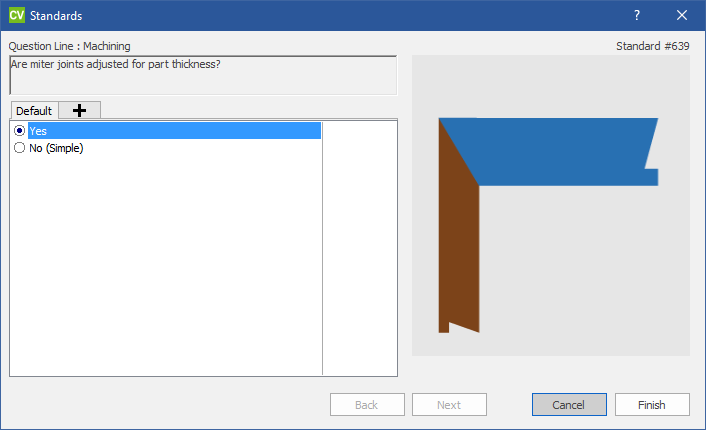 CV Standards ?
Question Line : Machining Standard #639
Are miter joints adjusted for part thickness?
Default
Yes
No (Simple)
Back Next Cancel Finish